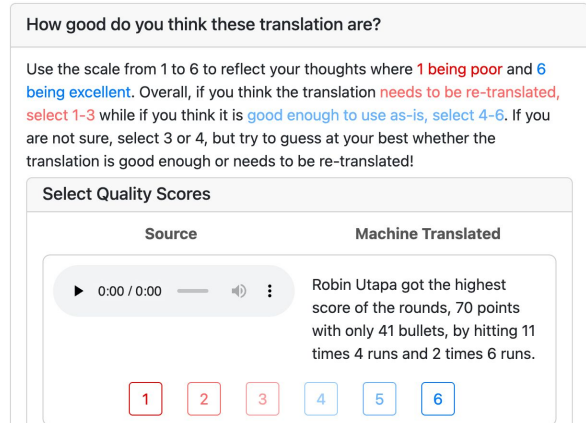 How good do you think these translation are?
Use the scale from 1 to 6 to reflect your thoughts where 1 being poor and 6
being excellent. Overall, if you think the translation needs to be re-translated,
select 1-3 while if you think it is good enough to use as-is, select 4-6. If you
are not sure, select 3 or 4, but try to guess at your best whether the
translation is good enough or needs to be re-translated!
Select Quality Scores
Source Machine Translated
0:00 / 0:00
Robin Utapa got the highest
score of the rounds, 70 points
with only 41 bullets, by hitting 11
times 4 runs and 2 times 6 runs.
1 2 3 4 5 6